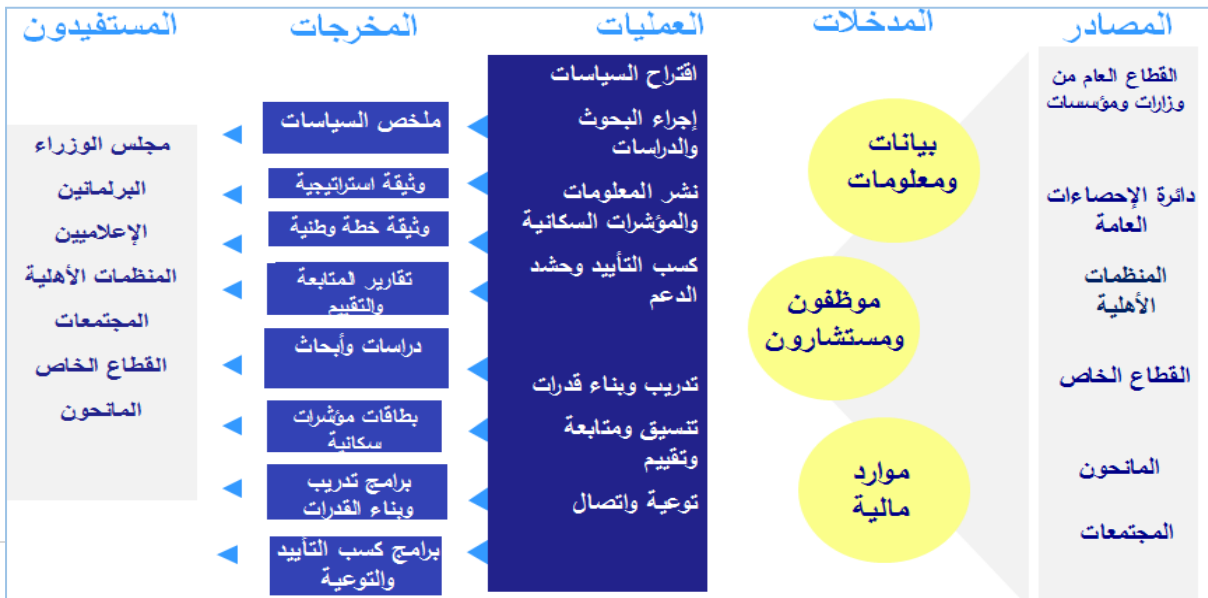 المصادر
المدخلات
العمليات
المخرجات
المستفيدون
القطاع العام من
وزارات ومؤسسات
دائرة الإحصاءات
العامة
المنظمات
الأهلية
القطاع الخاص
المانحون
المجتمعات
بيانات
ومعلومات
موظفون
ومستشارون
موارد
مالية
اقتراح السياسات
إجراء البحوث
والدراسات
نشر المعلومات
والمؤشرات السكانية
كسب التأييد وحشد
الدعم
تدريب وبناء قدرات
تنسيق ومتابعة
وتقييم
توعية واتصال
ملخص السياسات
وثيقة استراتيجية
وثيقة خطة وطنية
تقارير المتابعة
والتقييم
دراسات وأبحاث
بطاقات مؤشرات
سكانية
برامج تدريب
وبناء القدرات
برامج كسب التأييد
والتوعية
مجلس الوزراء
البرلمانين
الإعلاميين
المنظمات الأهلية
المجتمعات
القطاع الخاص
المانحون